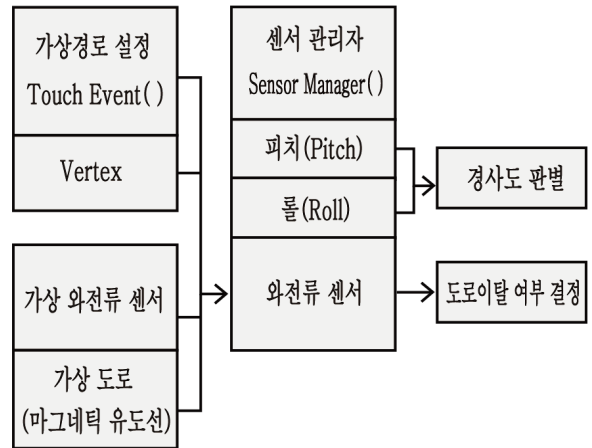 가상경로 설정
Touch Event( )
Vertex
가상 와전류 센서
가상 도로
(마그네틱 유도선)
센서 관리자
Sensor Manager( )
피치(Pitch)
롤(Roll)
와전류 센서
경사도 판별
도로이탈 여부 결정